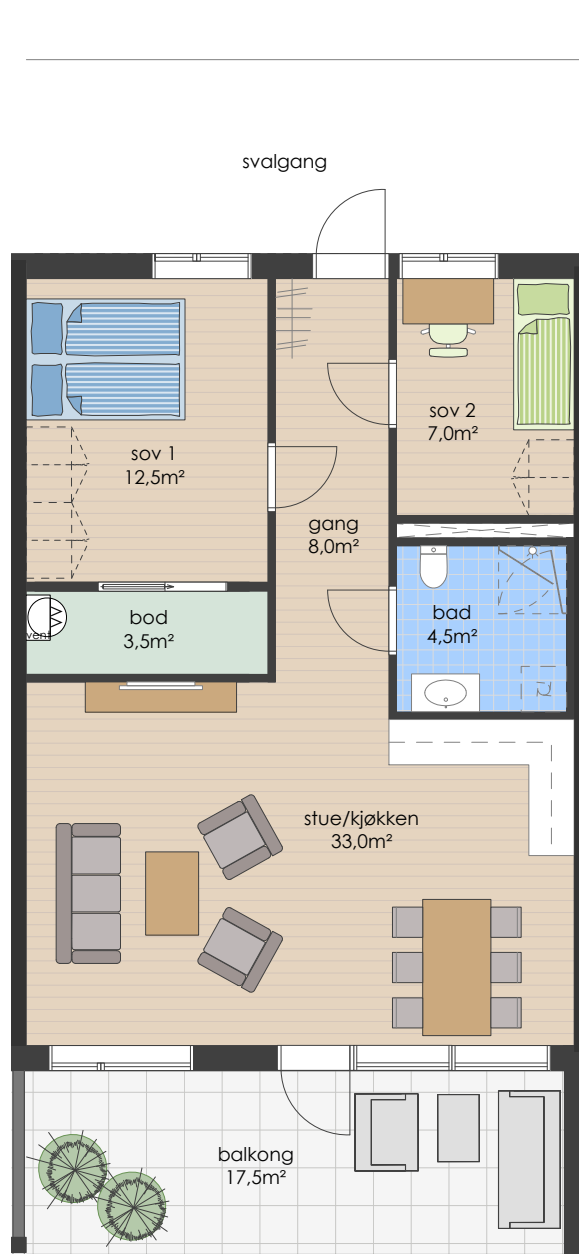 svalgang
sov 1
12,5m²
sov 2
7,0m²
gang
8,0m²
bod
3,5m²
vent
bad
4,5m²
stue/kjøkken
33,0m²
balkong
17,5m²